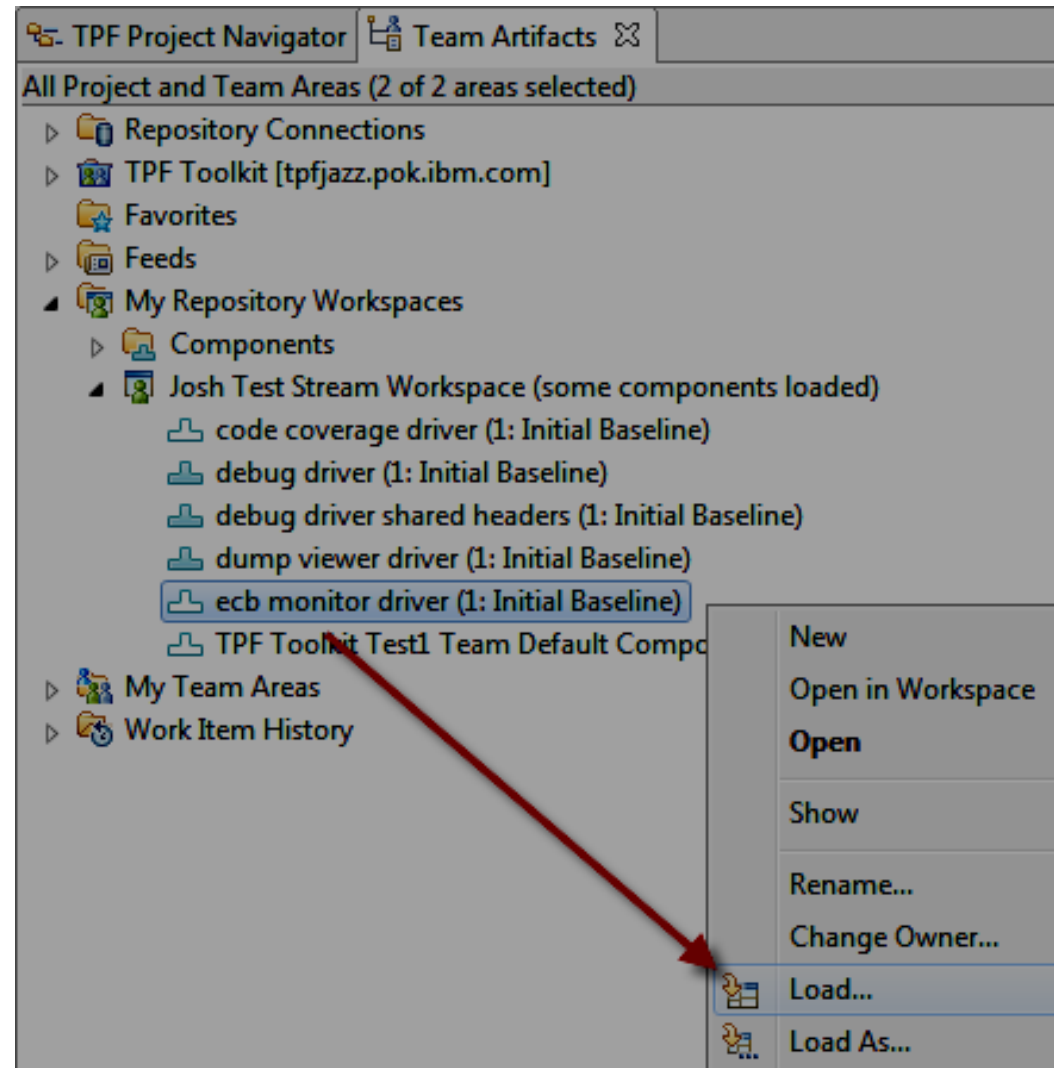 TPF Project Navigator Team Artifacts
All Project and Team Areas (2 of 2 areas selected)
Repository Connections
TPF Toolkit [tpfjazz.pok.ibm.com]
Favorites
Feeds
My Repository Workspaces
Components
Josh Test Stream Workspace (some components loaded)
code coverage driver (1: Initial Baseline)
debug driver (1: Initial Baseline)
debug driver shared headers (1: Initial Baseline)
dump viewer driver (1: Initial Baseline)
ecb monitor driver (1: Initial Baseline)
TPF Toolkit Test1 Team Default Compo
My Team Areas
Work Item History
New
Open in Workspace
Open
Show
Rename...
Change Owner...
Load...
Load As...